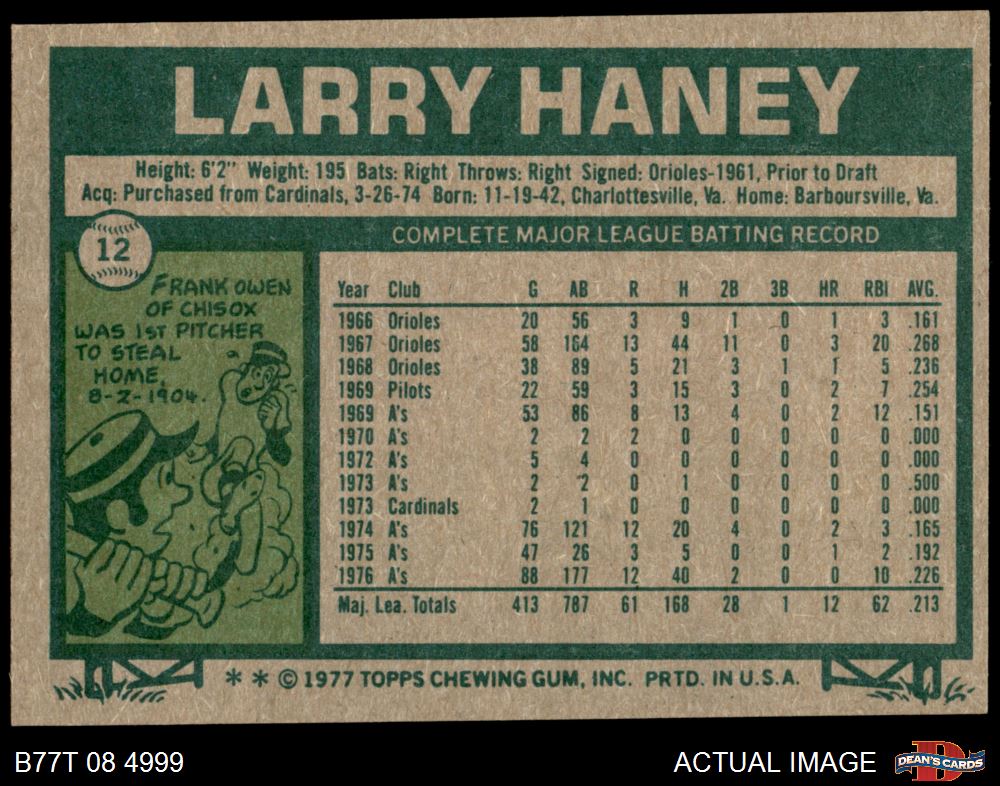 LARRY HANEY
Height: 6'2" Weight: 195 Bats: Right Throws: Right Signed: Orioles-1961, Prior to Draft
Acq: Purchased from Cardinals, 3-26-74 Born: 11-19-42, Charlottesville, Va. Home: Barboursville, Va.
12
FRANK OWEN
OF CHISOX
WAS 1ST PITCHER
TO STEAL
HOME,
8-2-1904.
COMPLETE MAJOR LEAGUE BATTING RECORD
Year Club G AB R H 2B 3B HR RBI AVG.
1966 Orioles 20 56 3 9 1 0 1 3 .161
1967 Orioles 58 164 13 44 11 0 3 20 .268
1968 Orioles 38 89 5 21 3 1 1 5 .236
1969 Pilots 22 59 3 15 3 0 2 7 .254
1969 A's 53 86 8 13 4 0 2 12 .151
1970 A's 2 2 2 0 0 0 0 0 .000
1972 A's 5 4 0 0 0 0 0 0 .000
1973 A's 2 2 0 1 0 0 0 0 .500
1973 Cardinals 2 1 0 0 0 0 0 0 .000
1974 A's 76 121 12 20 4 0 2 3 .165
1975 A's 47 26 3 5 0 0 1 2 .192
1976 A's 88 177 12 40 2 0 0 10 .226
Maj. Lea. Totals 413 787 61 168 28 1 12 62 .213
* * © 1977 TOPPS CHEWING GUM, INC. PRTD. IN U.S.A.
B77T 08 4999
ACTUAL IMAGE
D
DEAN'S CARDS